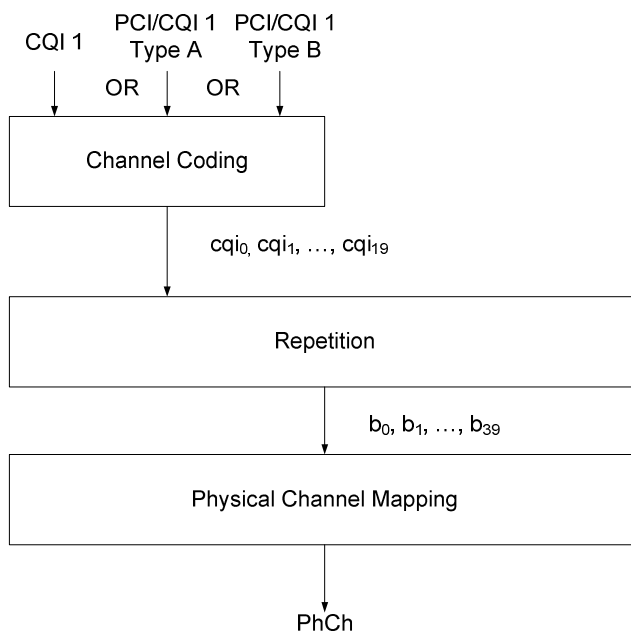 CQI 1
PCI/CQI 1
Type A
PCI/CQI 1
Type B
OR
OR
Channel Coding
cqi₀, cqi₁, …, cqi₁₉
Repetition
b₀, b₁, …, b₃₉
Physical Channel Mapping
PhCh